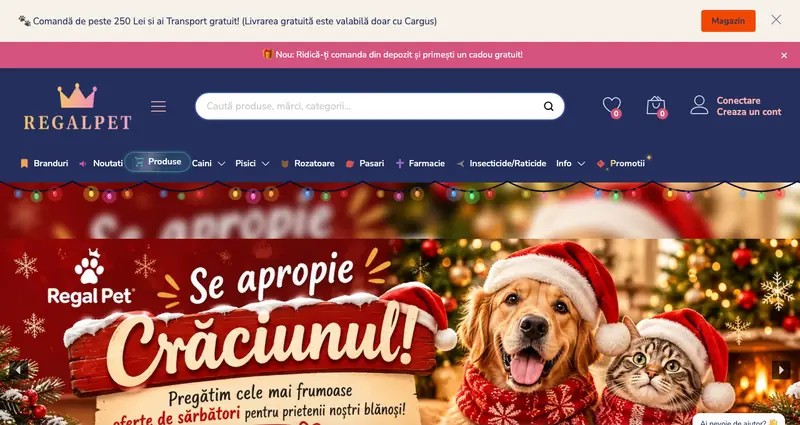 🐾 Comandă de peste 250 Lei si ai Transport gratuit! (Livrarea gratuită este valabilă doar cu Cargus)
Magazin
🎁 Nou: Ridică-ți comanda din depozit și primești un cadou gratuit!
REGALPET
Caută produse, mărci, categorii...
0
0
Conectare
Creaza un cont
Branduri
Noutati
Produse
Caini
Pisici
Rozatoare
Pasari
Farmacie
Insecticide/Raticide
Info
Promotii
Se apropie
Regal Pet
Se apropie
Crăciunul!
Pregătim cele mai frumoase
oferte de sărbători pentru prietenii noștri blănoși!
Ai nevoie de ajutor? 👋